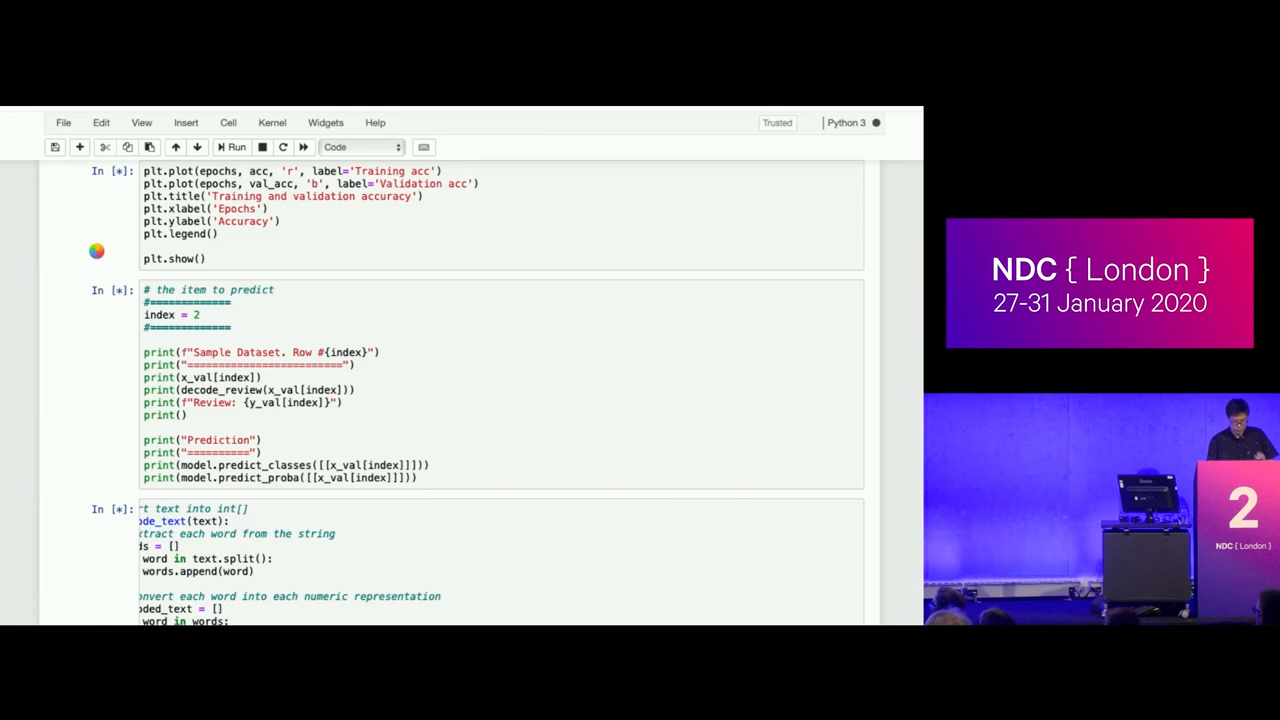 File Edit View Insert Cell Kernel Widgets Help Trusted Python 3
Run Code
In [*]: plt.plot(epochs, acc, 'r', label='Training acc')
plt.plot(epochs, val_acc, 'b', label='Validation acc')
plt.title('Training and validation accuracy')
plt.xlabel('Epochs')
plt.ylabel('Accuracy')
plt.legend()
plt.show()
In [*]: # the item to predict
#=============
index = 2
#=============
print(f"Sample Dataset. Row #{index}")
print("=========================")
print(x_val[index])
print(decode_review(x_val[index]))
print(f"Review: {y_val[index]}")
print()
print("Prediction")
print("==========")
print(model.predict_classes([[x_val[index]]]))
print(model.predict_proba([[x_val[index]]]))
In [*]: rt text into int[]
ode_text(text):
xtract each word from the string
ds = []
word in text.split():
words.append(word)
onvert each word into each numeric representation
oded_text = []
word in words:
NDC { London }
27-31 January 2020
2
NDC { London }